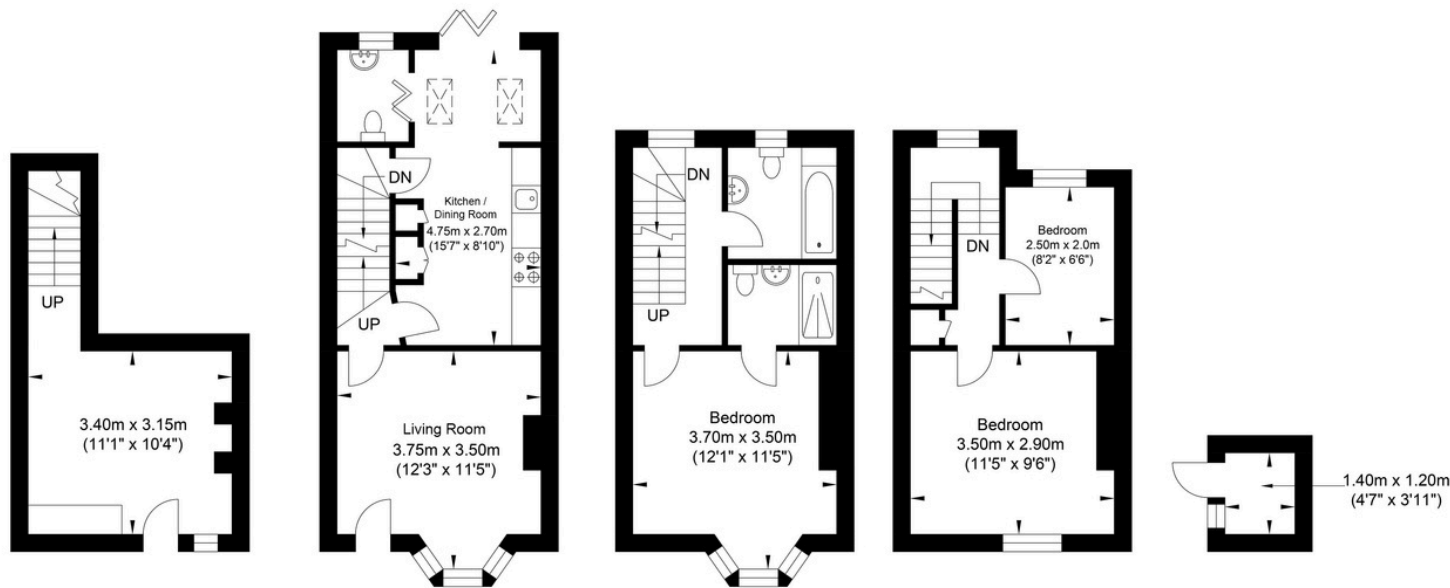 UP
3.40m x 3.15m
(11'1" x 10'4")
DN
Kitchen /
Dining Room
4.75m x 2.70m
(15'7" x 8'10")
UP
Living Room
3.75m x 3.50m
(12'3" x 11'5")
DN
UP
Bedroom
3.70m x 3.50m
(12'1" x 11'5")
DN
Bedroom
2.50m x 2.0m
(8'2" x 6'6")
Bedroom
3.50m x 2.90m
(11'5" x 9'6")
1.40m x 1.20m
(4'7" x 3'11")